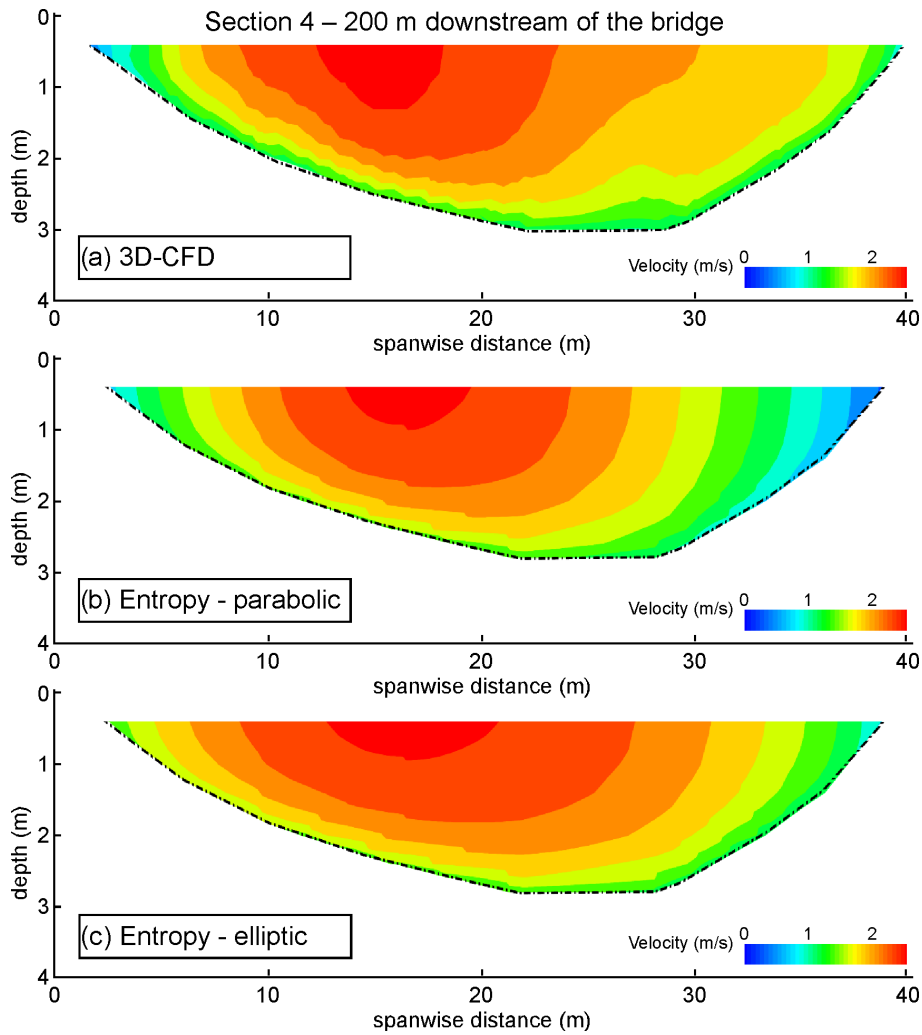 Section 4 – 200 m downstream of the bridge
0
1
2
3
4
depth (m)
(a) 3D-CFD
Velocity (m/s) 0 1 2
0 10 20 30 40
spanwise distance (m)
0
1
2
3
4
depth (m)
(b) Entropy - parabolic
Velocity (m/s) 0 1 2
0 10 20 30 40
spanwise distance (m)
0
1
2
3
4
depth (m)
(c) Entropy - elliptic
Velocity (m/s) 0 1 2
0 10 20 30 40
spanwise distance (m)